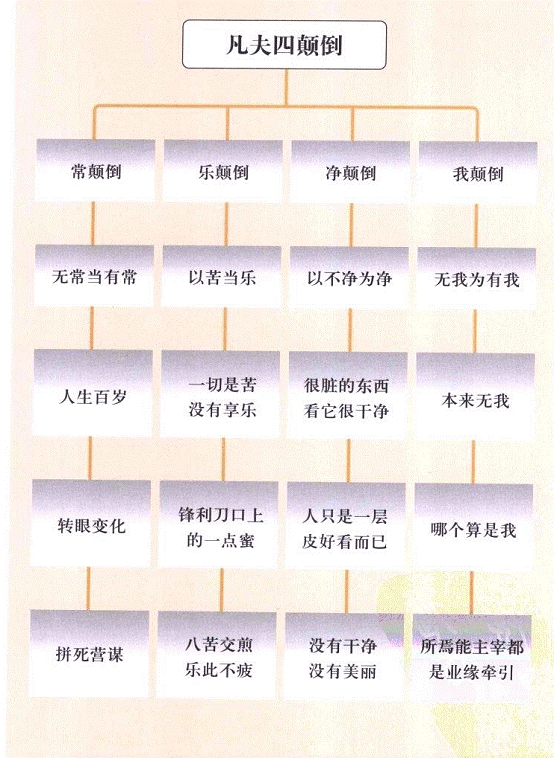 凡夫四颠倒
常颠倒
乐颠倒
净颠倒
我颠倒
无常当有常
以苦当乐
以不净为净
无我为有我
人生百岁
一切是苦
没有享乐
很脏的东西
看它很干净
本来无我
转眼变化
锋利刀口上
的一点蜜
人只是一层
皮好看而已
哪个算是我
拼死营谋
八苦交煎
乐此不疲
没有干净
没有美丽
所焉能主宰都
是业缘牵引